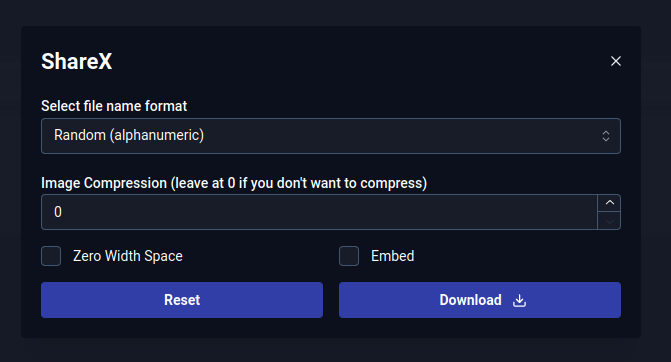 ShareX
Select file name format
Random (alphanumeric)
Image Compression (leave at 0 if you don't want to compress)
0
Zero Width Space
Embed
Reset
Download